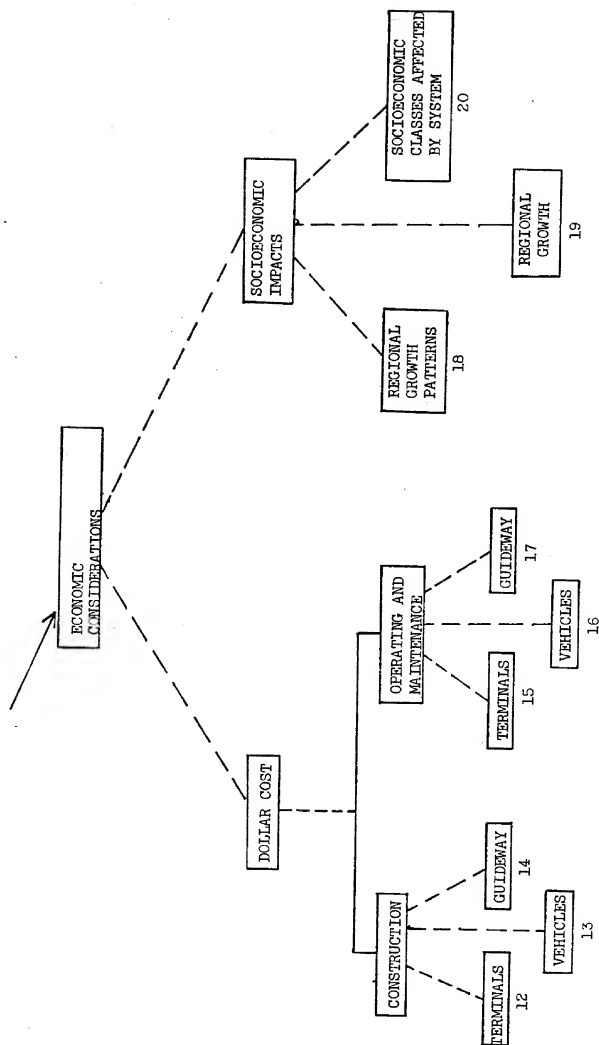 ECONOMIC
CONSIDERATIONS
DOLLAR COST
SOCIOECONOMIC
IMPACTS
CONSTRUCTION
OPERATING AND
MAINTENANCE
REGIONAL
GROWTH
PATTERNS
18
SOCIOECONOMIC
CLASSES AFFECTED
BY SYSTEM
20
REGIONAL
GROWTH
19
TERMINALS
12
VEHICLES
13
GUIDEWAY
14
TERMINALS
15
VEHICLES
16
GUIDEWAY
17